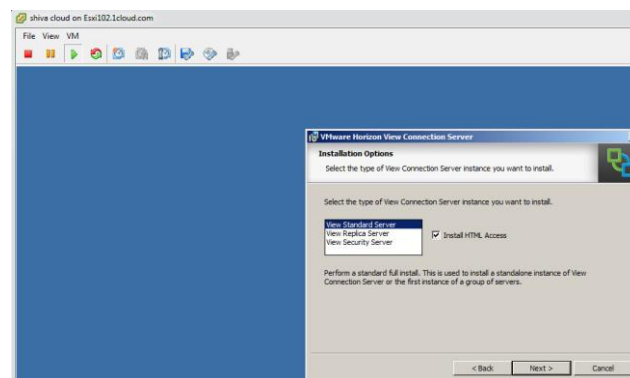 shiva cloud on Esxi102.1cloud.com
File View VM
VMware Horizon View Connection Server
Installation Options
Select the type of View Connection Server instance you want to install.
Select the type of View Connection Server instance you want to install.
View Standard Server
View Replica Server
View Security Server
Install HTML Access
Perform a standard full install. This is used to install a standalone instance of View
Connection Server or the first instance of a group of servers.
< Back Next > Cancel